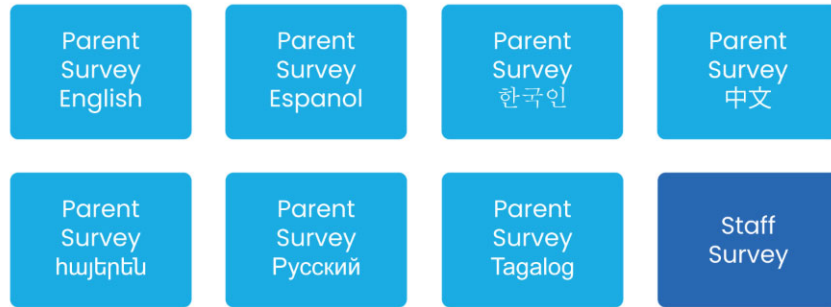 Parent
Survey
English
Parent
Survey
Espanol
Parent
Survey
한국인
Parent
Survey
中文
Parent
Survey
հայերեն
Parent
Survey
Русский
Parent
Survey
Tagalog
Staff
Survey